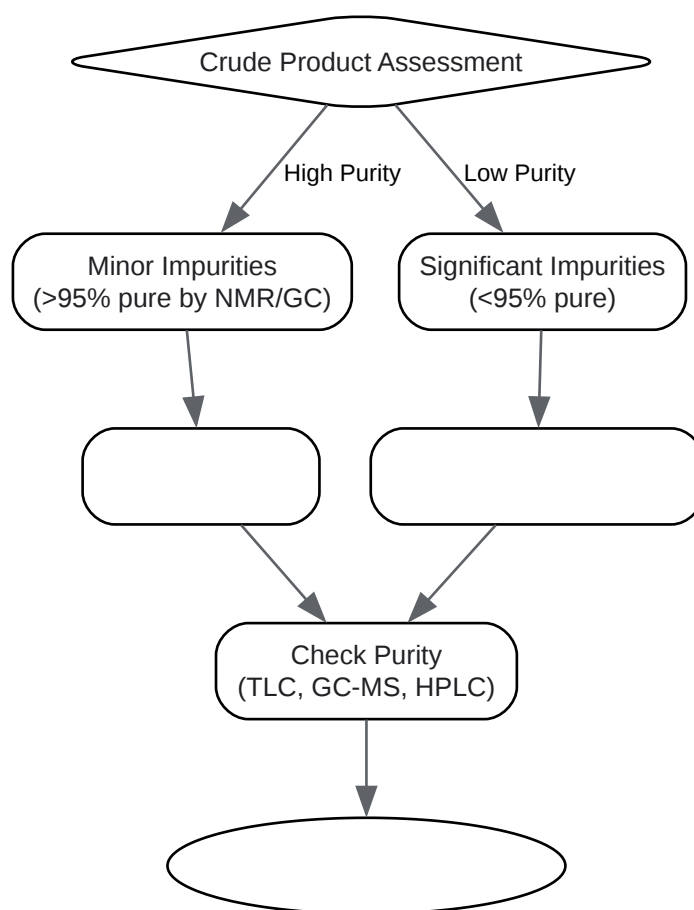 Crude Product Assessment
High Purity
Low Purity
Minor Impurities
(>95% pure by NMR/GC)
Significant Impurities
(<95% pure)
Check Purity
(TLC, GC-MS, HPLC)